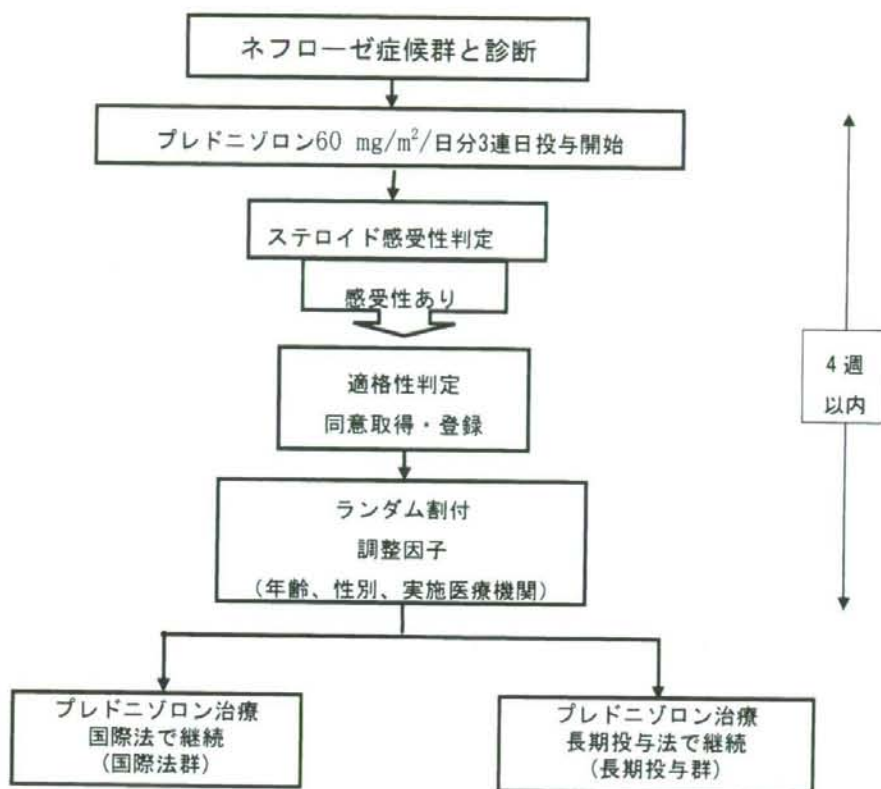 ネフローゼ症候群と診断
プレドニゾロン60 mg/m²/日分3連日投与開始
ステロイド感受性判定
感受性あり
適格性判定
同意取得・登録
ランダム割付
調整因子
(年齢、性別、実施医療機関)
4週
以内
プレドニゾロン治療
国際法で継続
(国際法群)
プレドニゾロン治療
長期投与法で継続
(長期投与群)